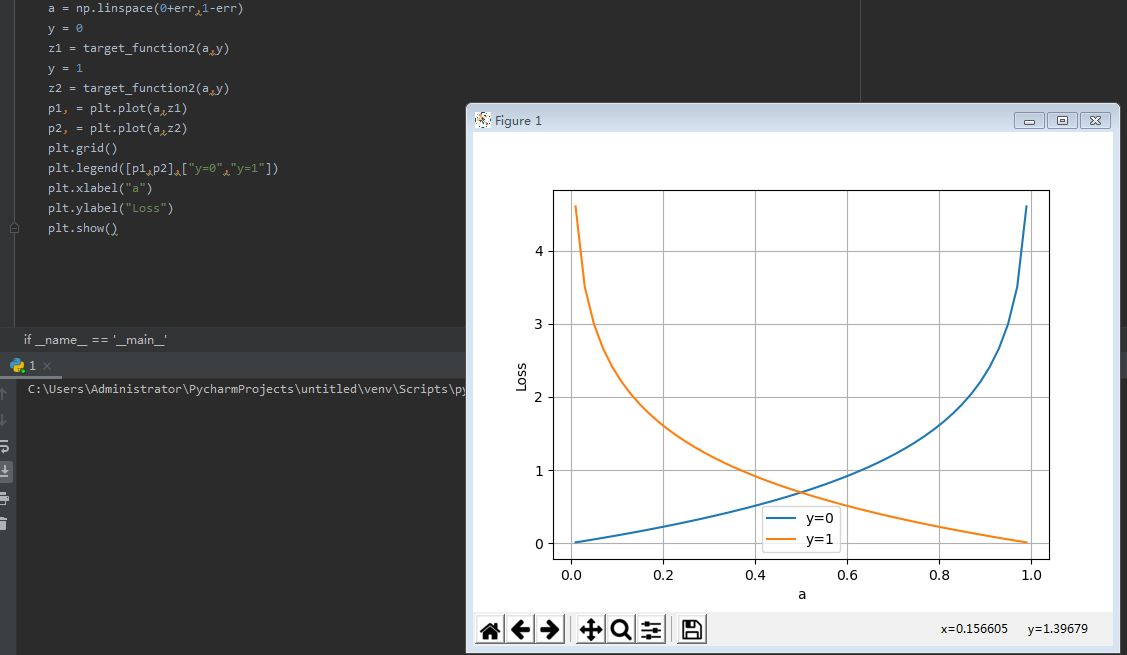 a = np.linspace(0+err,1-err)
y = 0
z1 = target_function2(a,y)
y = 1
z2 = target_function2(a,y)
p1, = plt.plot(a,z1)
p2, = plt.plot(a,z2)
plt.grid()
plt.legend([p1,p2],["y=0","y=1"])
plt.xlabel("a")
plt.ylabel("Loss")
plt.show()
if __name__ == '__main__'
1
C:\Users\Administrator\PycharmProjects\untitled\venv\Scripts\py
Figure 1
4
3
2
1
0
Loss
0.0 0.2 0.4 0.6 0.8 1.0
a
y=0
y=1
x=0.156605 y=1.39679